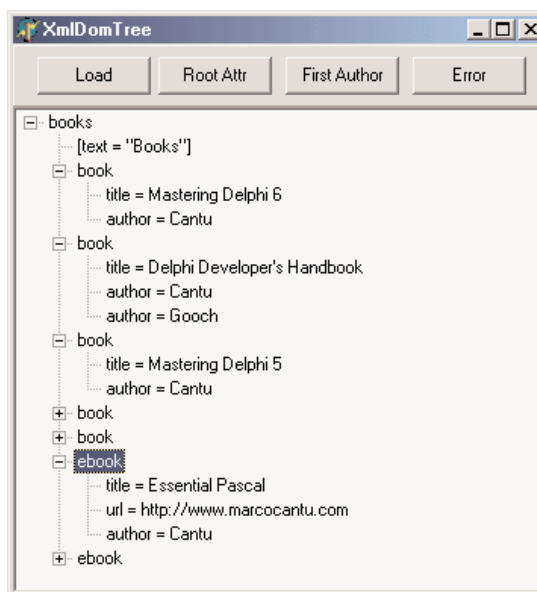 XmlDomTree
Load Root Attr First Author Error
books
[text = "Books"]
book
title = Mastering Delphi 6
author = Cantu
book
title = Delphi Developer's Handbook
author = Cantu
author = Gooch
book
title = Mastering Delphi 5
author = Cantu
book
book
ebook
title = Essential Pascal
url = http://www.marcocantu.com
author = Cantu
ebook